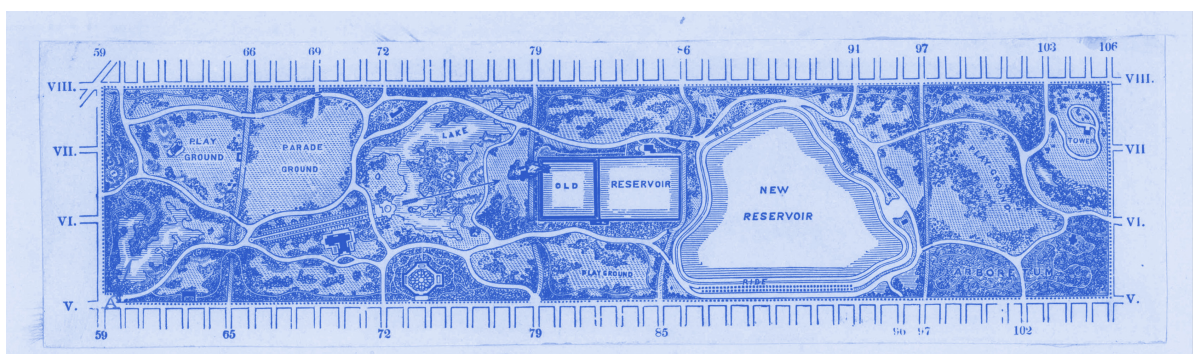 59 66 69 72 79 86 91 97 103 106
VIII. VIII.
VII. VII
VI. VI.
V. V.
PLAY
GROUND
PARADE
GROUND
LAKE
OLD
RESERVOIR
NEW
RESERVOIR
RIDE
PLAY GROUND
PLAYGROUND
TOWER
ARBORETUM
A
59 65 72 79 85 96 97 102